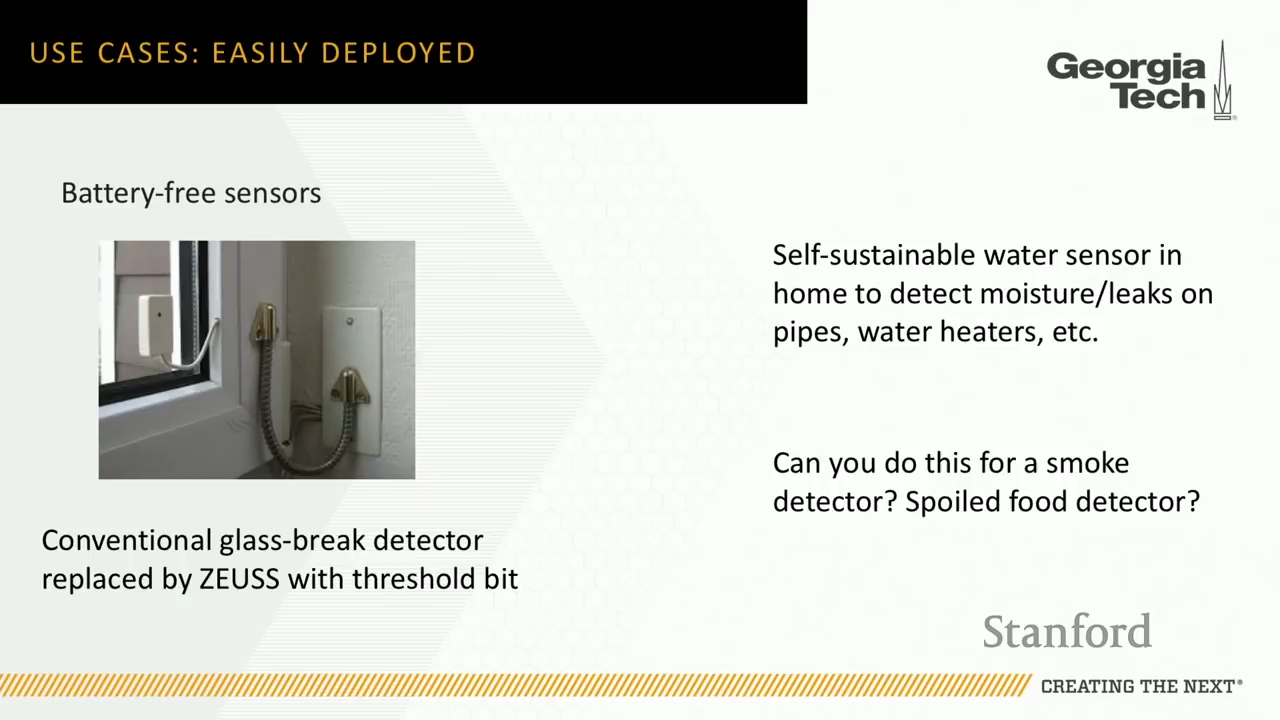 USE CASES: EASILY DEPLOYED
Georgia
Tech
Battery-free sensors
Self-sustainable water sensor in
home to detect moisture/leaks on
pipes, water heaters, etc.
Can you do this for a smoke
detector? Spoiled food detector?
Conventional glass-break detector
replaced by ZEUSS with threshold bit
Stanford
CREATING THE NEXT®